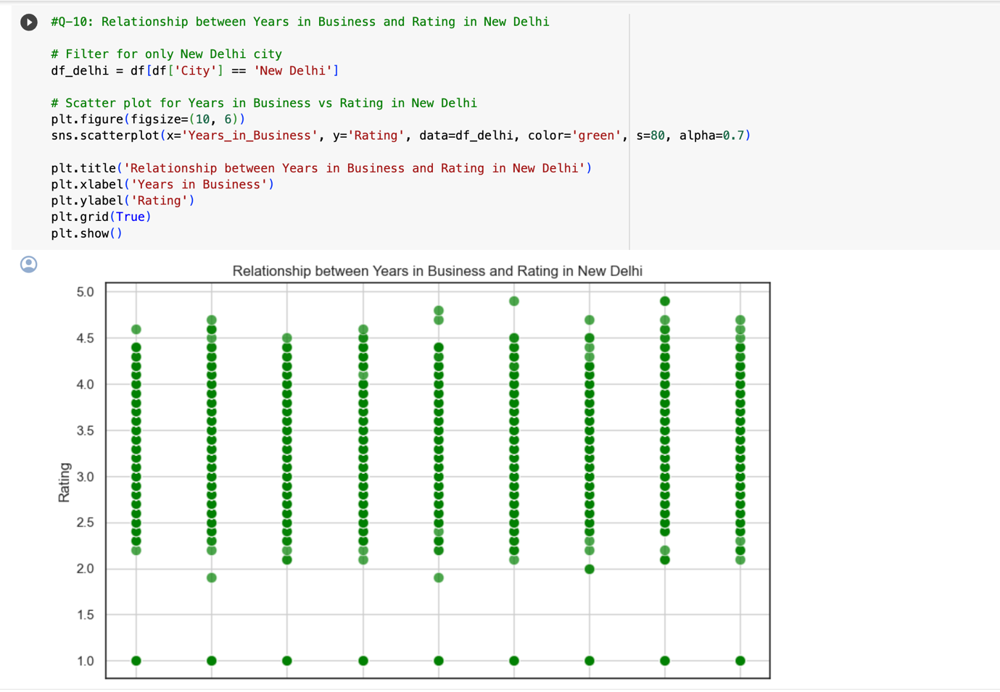 #Q-10: Relationship between Years in Business and Rating in New Delhi
# Filter for only New Delhi city
df_delhi = df[df['City'] == 'New Delhi']
# Scatter plot for Years in Business vs Rating in New Delhi
plt.figure(figsize=(10, 6))
sns.scatterplot(x='Years_in_Business', y='Rating', data=df_delhi, color='green', s=80, alpha=0.7)
plt.title('Relationship between Years in Business and Rating in New Delhi')
plt.xlabel('Years in Business')
plt.ylabel('Rating')
plt.grid(True)
plt.show()
Relationship between Years in Business and Rating in New Delhi
5.0
4.5
4.0
3.5
3.0
Rating
2.5
2.0
1.5
1.0